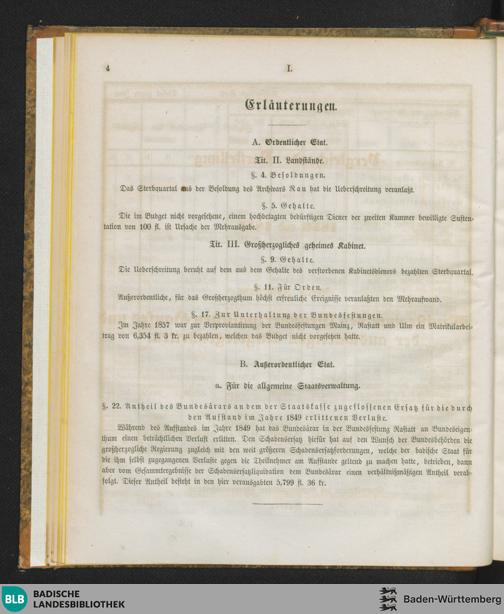 4
I.
Erläuterungen.
A. Ordentlicher Etat.
Tit. II. Landstände.
§. 4. Besoldungen.
Das Sterbquartal aus der Besoldung des Archivars Rau hat die Ueberschreitung veranlaßt.
§. 5. Gehalte.
Die im Budget nicht vorgesehene, einem hochbetagten bedürftigen Diener der zweiten Kammer bewilligte Susten-
tation von 100 fl. ist Ursache der Mehrausgabe.
Tit. III. Großherzogliches geheimes Kabinet.
§. 9. Gehalte.
Die Ueberschreitung beruht auf dem aus dem Gehalte des verstorbenen Kabinetsdieners bezahlten Sterbquartal.
§. 11. Für Orden.
Außerordentliche, für das Großherzogthum höchst erfreuliche Ereignisse veranlaßten den Mehraufwand.
§. 17. Zur Unterhaltung der Bundesfestungen.
Im Jahre 1857 war zur Verproviantirung der Bundesfestungen Mainz, Rastatt und Ulm ein Matrikularbei-
trag von 6,354 fl. 3 kr. zu bezahlen, welchen das Budget nicht vorgesehen hatte.
B. Außerordentlicher Etat.
a. Für die allgemeine Staatsverwaltung.
§. 22. Antheil des Bundesärars an dem der Staatskasse zugeflossenen Ersatz für die durch
den Aufstand im Jahre 1849 erlittenen Verluste.
Während des Aufstandes im Jahre 1849 hat das Bundesärar in der Bundesfestung Rastatt an Bundeseigen-
thum einen beträchtlichen Verlust erlitten. Den Schadensersatz hiefür hat auf den Wunsch der Bundesbehörden die
großherzogliche Regierung zugleich mit den weit größeren Schadensersatzforderungen, welche der badische Staat für
die ihm selbst zugegangenen Verluste gegen die Theilnehmer am Aufstande geltend zu machen hatte, betrieben, dann
aber vom Gesammtergebnisse der Schadensersatzliquidation dem Bundesärar einen verhältnißmäßigen Antheil verab-
folgt. Dieser Antheil besteht in den hier verausgabten 5,799 fl. 36 kr.
BLB
BADISCHE
LANDESBIBLIOTHEK
Baden-Württemberg